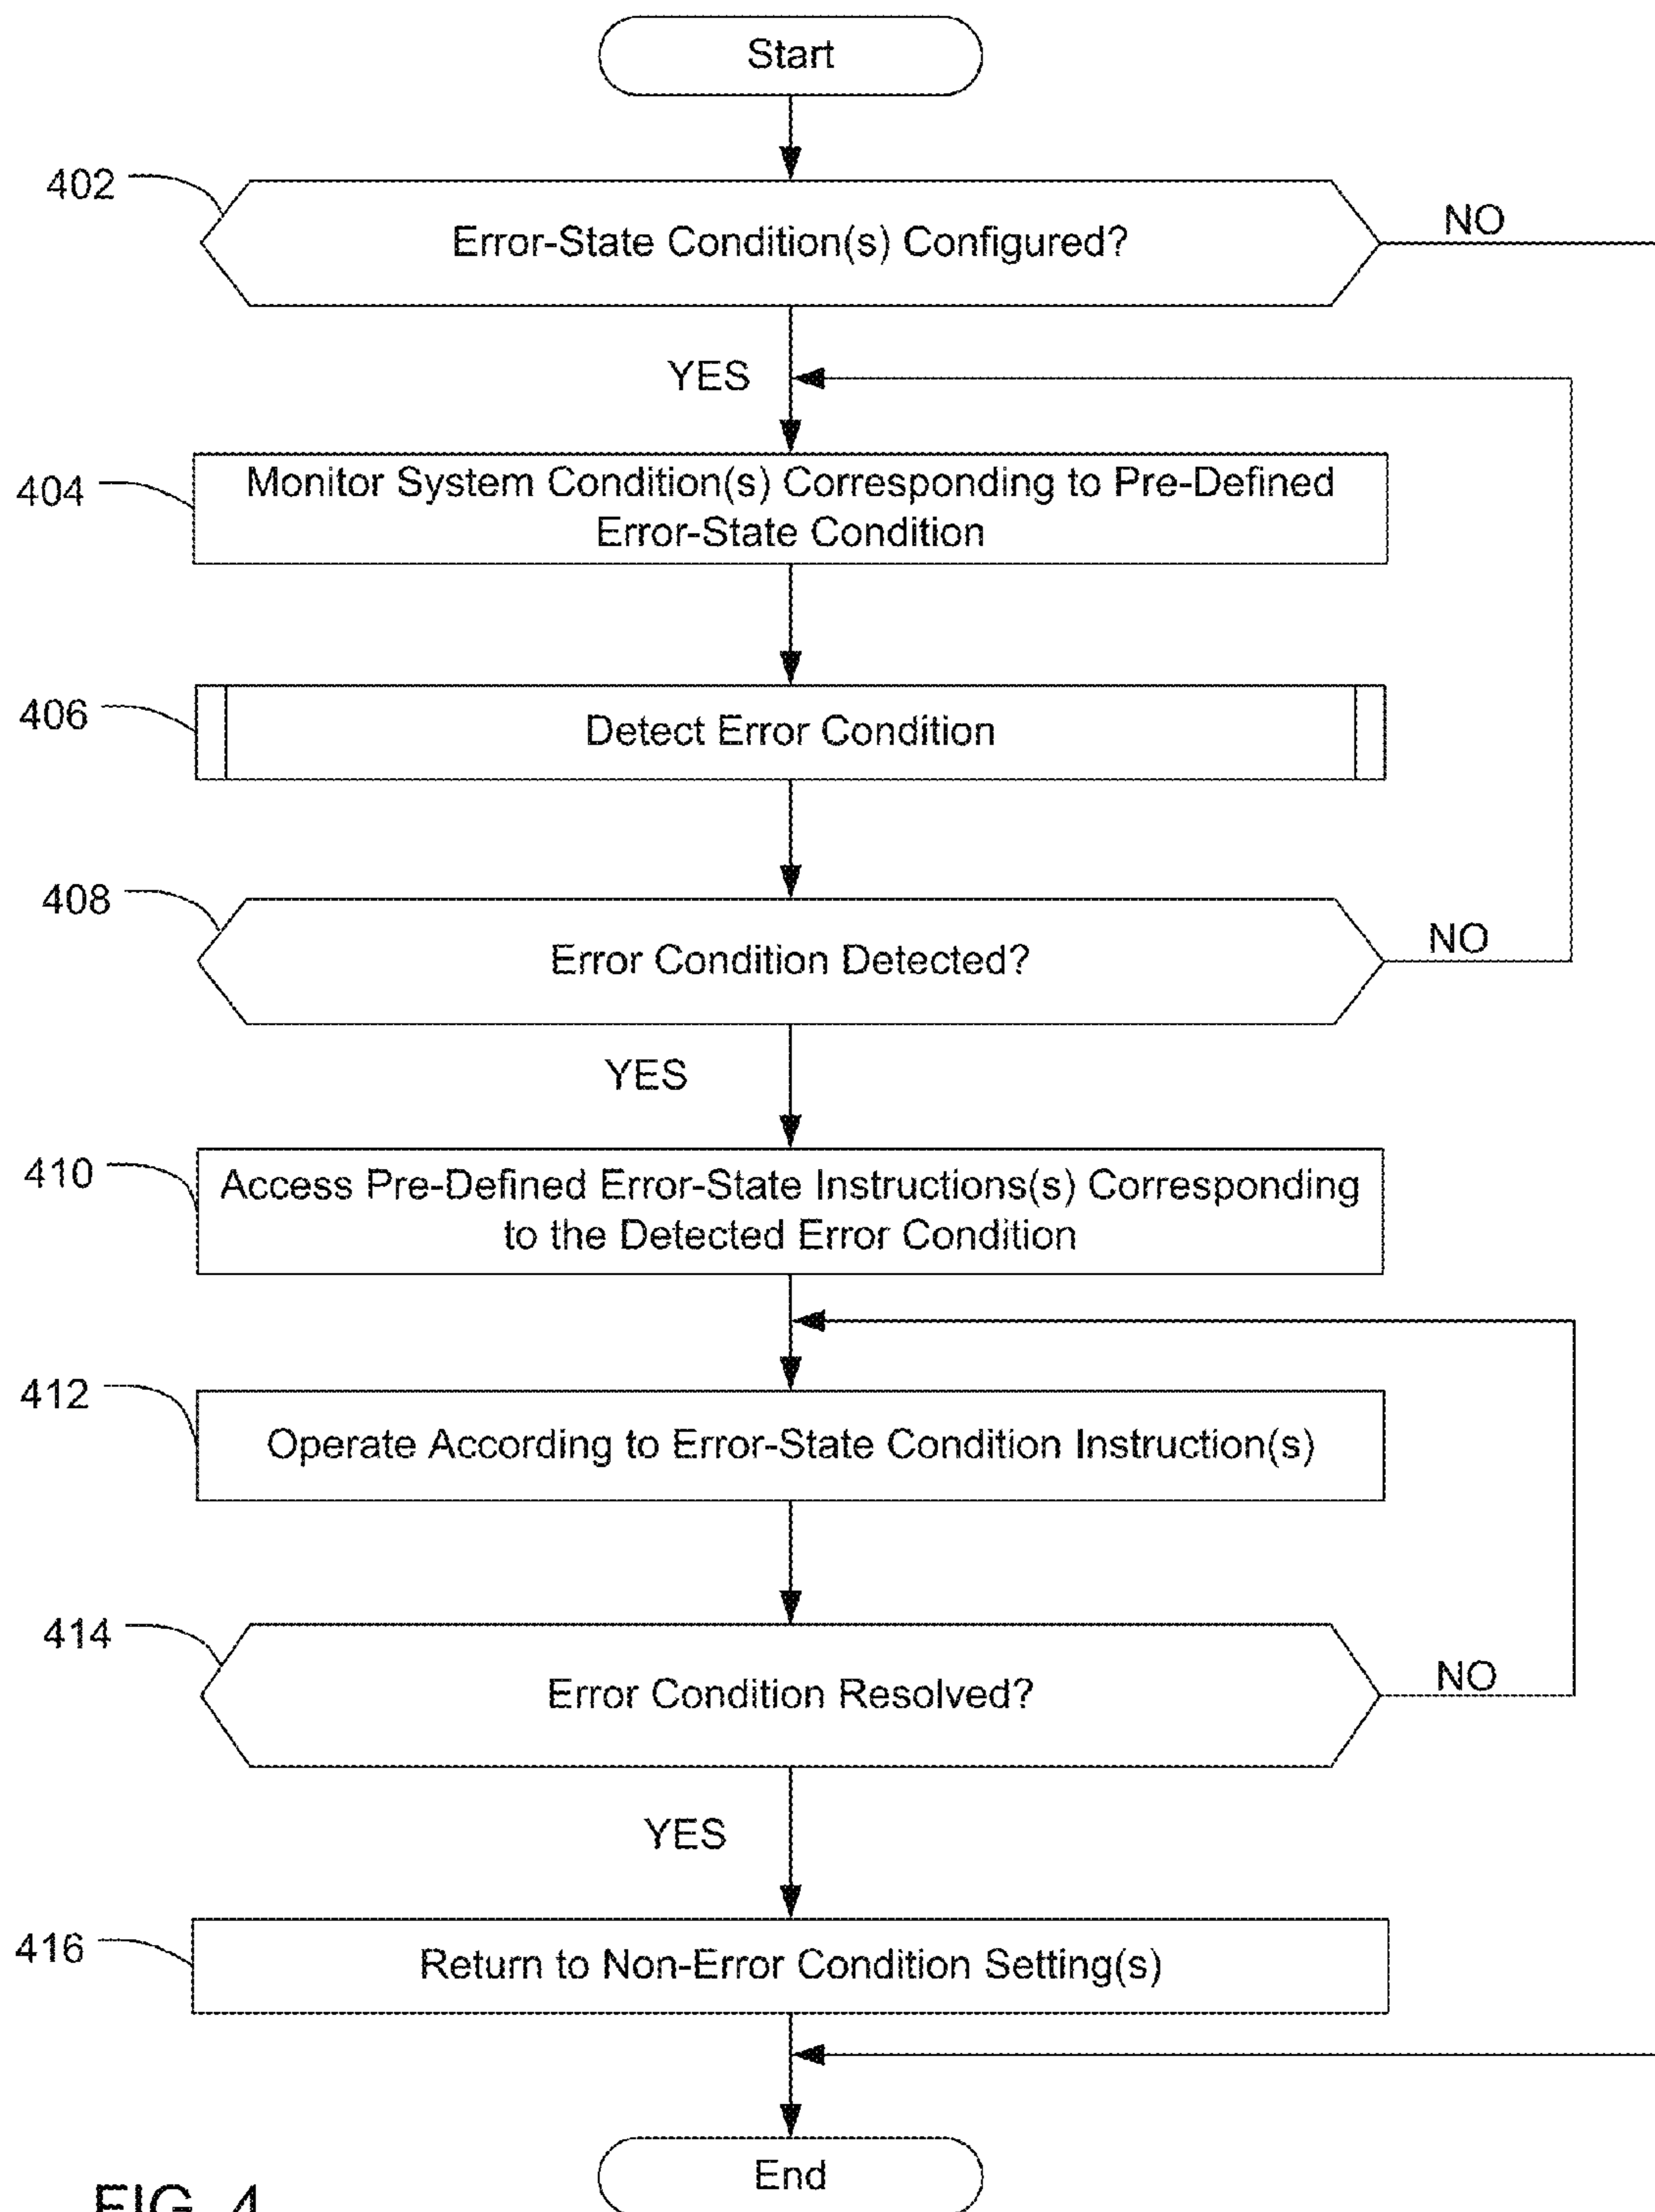 Start
402
Error-State Condition(s) Configured?
NO
YES
404
Monitor System Condition(s) Corresponding to Pre-Defined
Error-State Condition
406
Detect Error Condition
408
Error Condition Detected?
NO
YES
410
Access Pre-Defined Error-State Instructions(s) Corresponding
to the Detected Error Condition
412
Operate According to Error-State Condition Instruction(s)
414
Error Condition Resolved?
NO
YES
416
Return to Non-Error Condition Setting(s)
End
FIG. 4